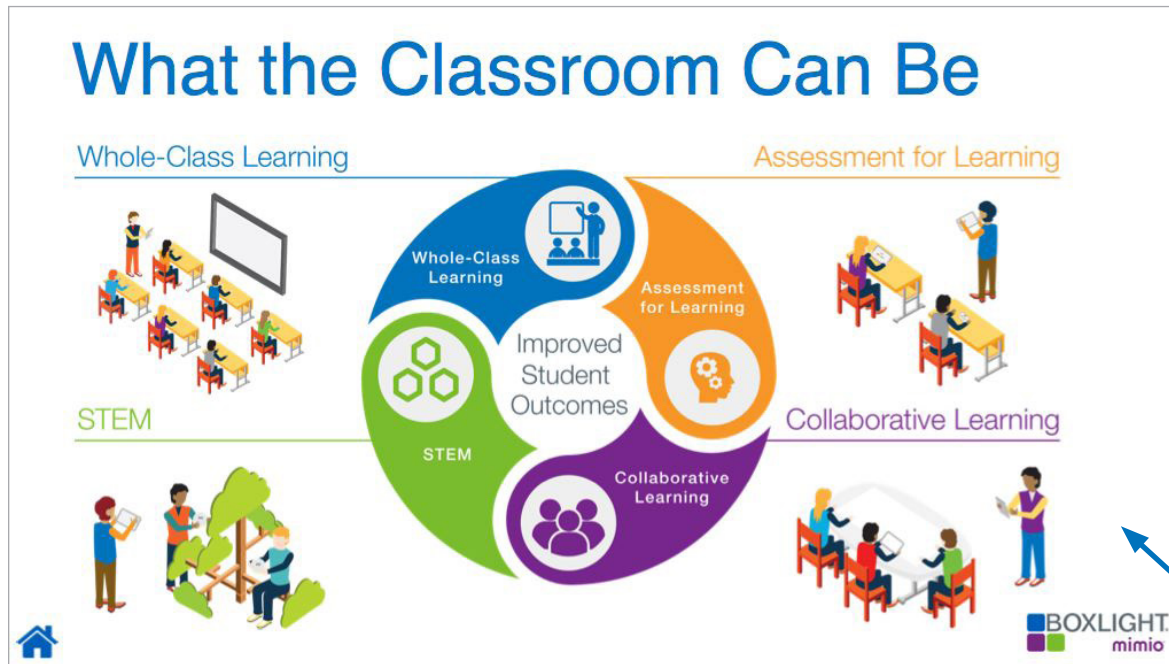 What the Classroom Can Be
Whole-Class Learning
Assessment for Learning
Whole-Class
Learning
Assessment
for Learning
Improved
Student
Outcomes
STEM
Collaborative Learning
STEM
Collaborative
Learning
BOXLIGHT.
mimio